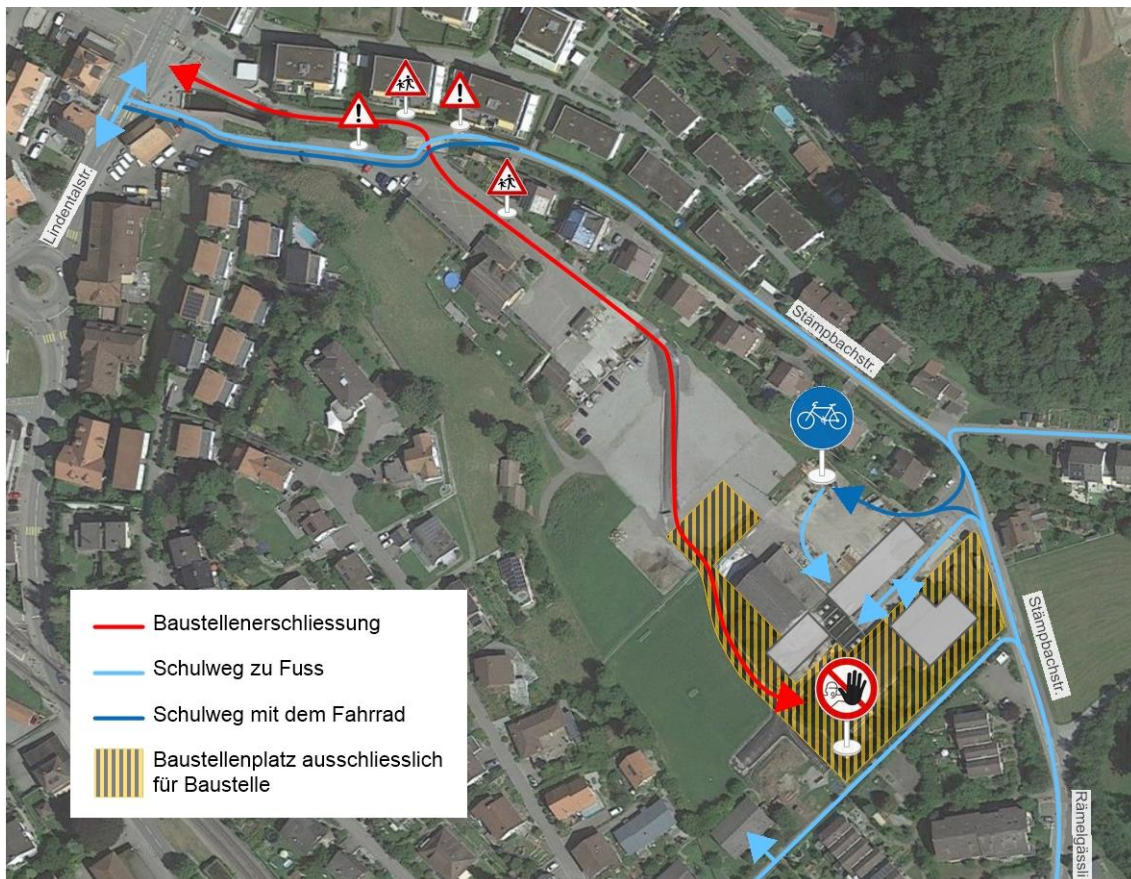 Lindentalstr.
Stämpbachstr.
Stämpbachstr.
Rämelgässli
Baustellenerschliessung
Schulweg zu Fuss
Schulweg mit dem Fahrrad
Baustellenplatz ausschliesslich
für Baustelle